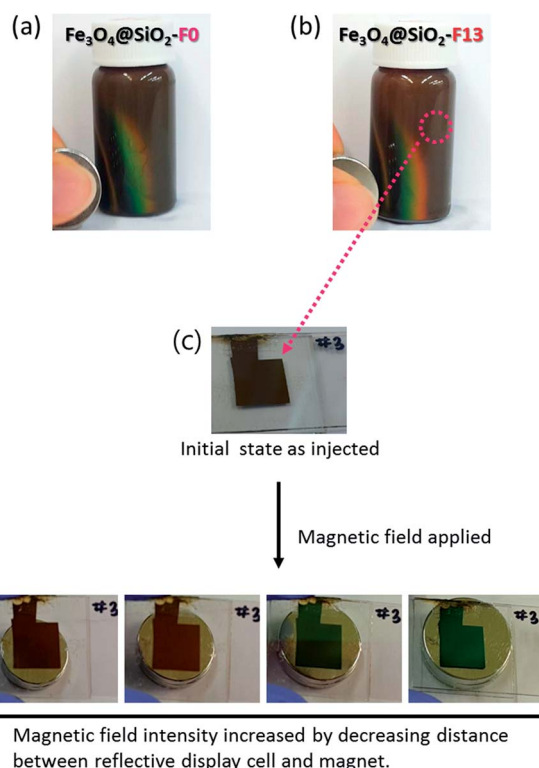 (a)
Fe₃O₄@SiO₂-F0
(b)
Fe₃O₄@SiO₂-F13
(c)
#3
Initial state as injected
Magnetic field applied
#3
#3
#3
#3
Magnetic field intensity increased by decreasing distance
between reflective display cell and magnet.